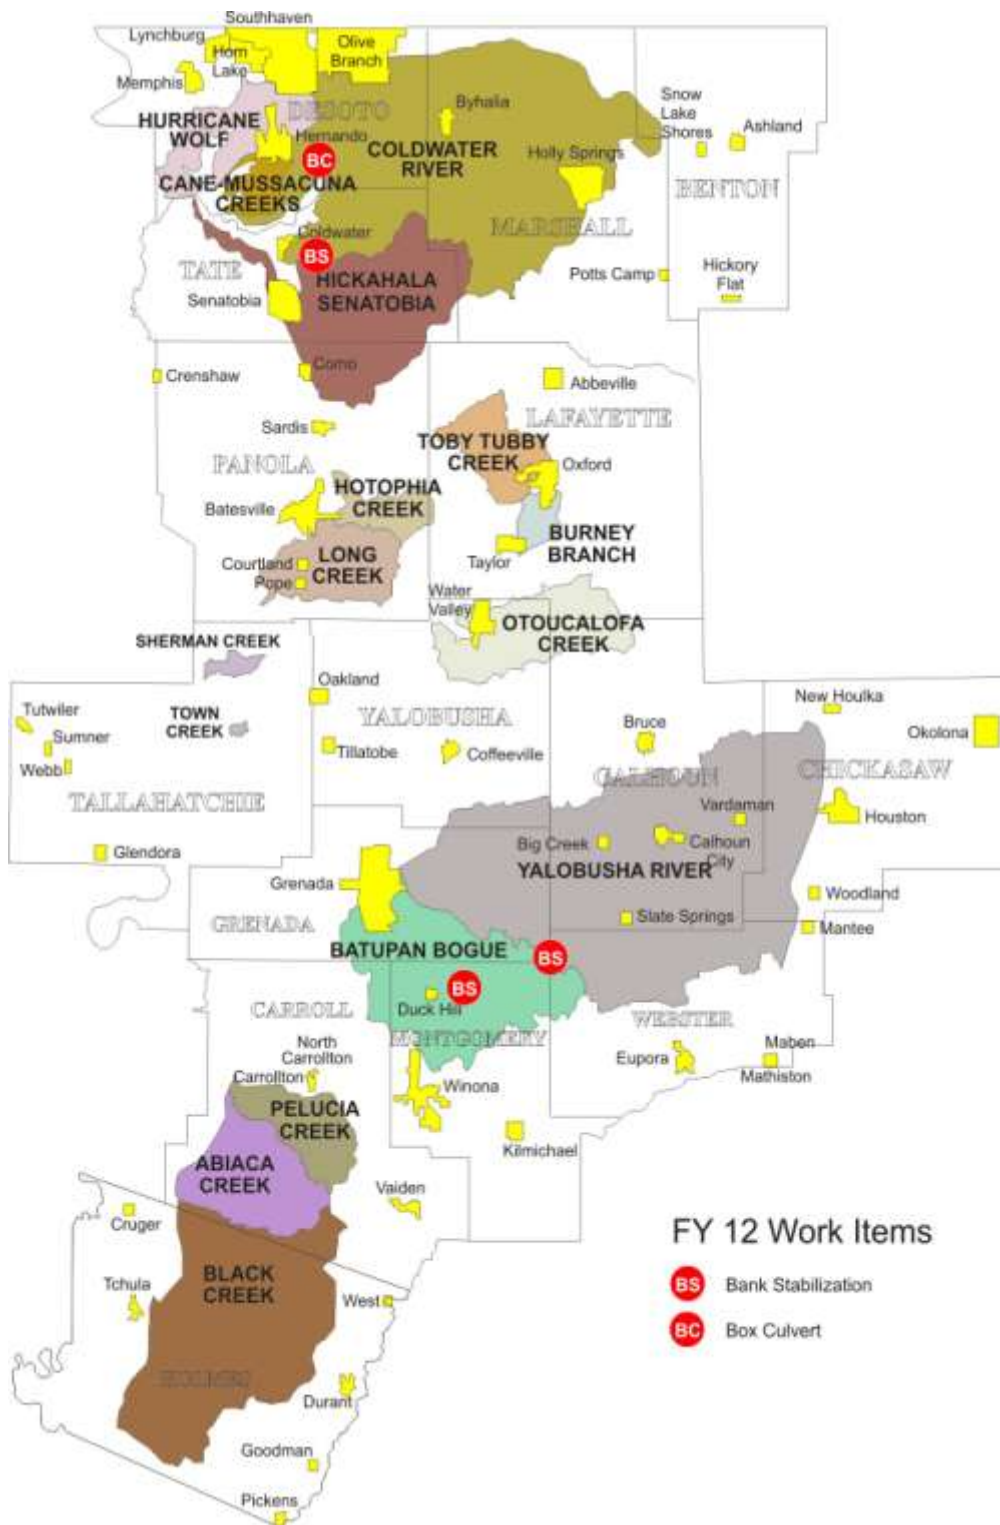 Southhaven
Lynchburg
Horn
Lake
Olive
Branch
Memphis
DESOTO
Byhalia
Snow
Lake
Shores
Ashland
HURRICANE
WOLF
Hernando
BC
COLDWATER
RIVER
Holly Springs
CANE-MUSSACUNA
CREEKS
BENTON
MARSHALL
Coldwater
BS
TATE
HICKAHALA
SENATOBIA
Potts Camp
Hickory
Flat
Senatobia
Crenshaw
Como
Abbeville
LAFAYETTE
Sardis
TOBY TUBBY
CREEK
Oxford
PANOLA
HOTOPHIA
CREEK
Batesville
BURNEY
BRANCH
Courtland
LONG
CREEK
Taylor
Pope
Water
Valley
OTOUCALOFA
CREEK
SHERMAN CREEK
Oakland
New Houlka
TOWN
CREEK
YALOBUSHA
Bruce
Okolona
Tutwiler
Sumner
Tillatobe
Coffeeville
Webb
CALHOUN
CHICKASAW
TALLAHATCHIE
Vardaman
Houston
Glendora
Big Creek
Calhoun
City
YALOBUSHA RIVER
Grenada
Woodland
GRENADA
Slate Springs
Mantee
BATUPAN BOGUE
BS
BS
CARROLL
Duck Hill
WEBSTER
MONTGOMERY
North
Carrollton
Carrollton
Eupora
Maben
Mathiston
Winona
PELUCIA
CREEK
Kilmichael
ABIACA
CREEK
Vaiden
Cruger
FY 12 Work Items
BLACK
CREEK
BS Bank Stabilization
Tchula
West
BC Box Culvert
HOLMES
Durant
Goodman
Pickens